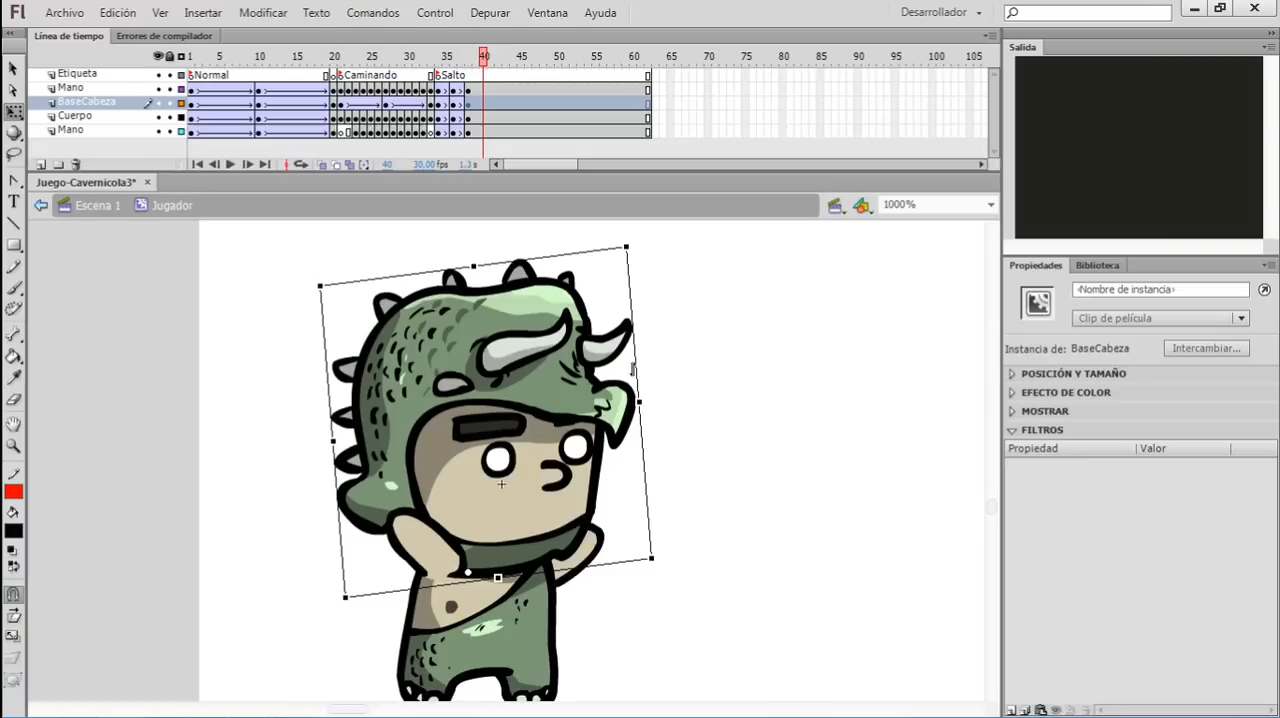 Fl Archivo Edición Ver Insertar Modificar Texto Comandos Control Depurar Ventana Ayuda Desarrollador
Línea de tiempo Errores de compilador
1 5 10 15 20 25 30 35 40 45 50 55 60 65 70 75 80 85 90 95 100 105
Etiqueta Normal Caminando Salto
Mano
BaseCabeza
Cuerpo
Mano
40 30.00 fps 1.3 s
Juego-Cavernicola3*
Escena 1 Jugador 1000%
Salida
Propiedades Biblioteca
‹Nombre de instancia›
Clip de película
Instancia de: BaseCabeza Intercambiar...
POSICIÓN Y TAMAÑO
EFECTO DE COLOR
MOSTRAR
FILTROS
Propiedad Valor